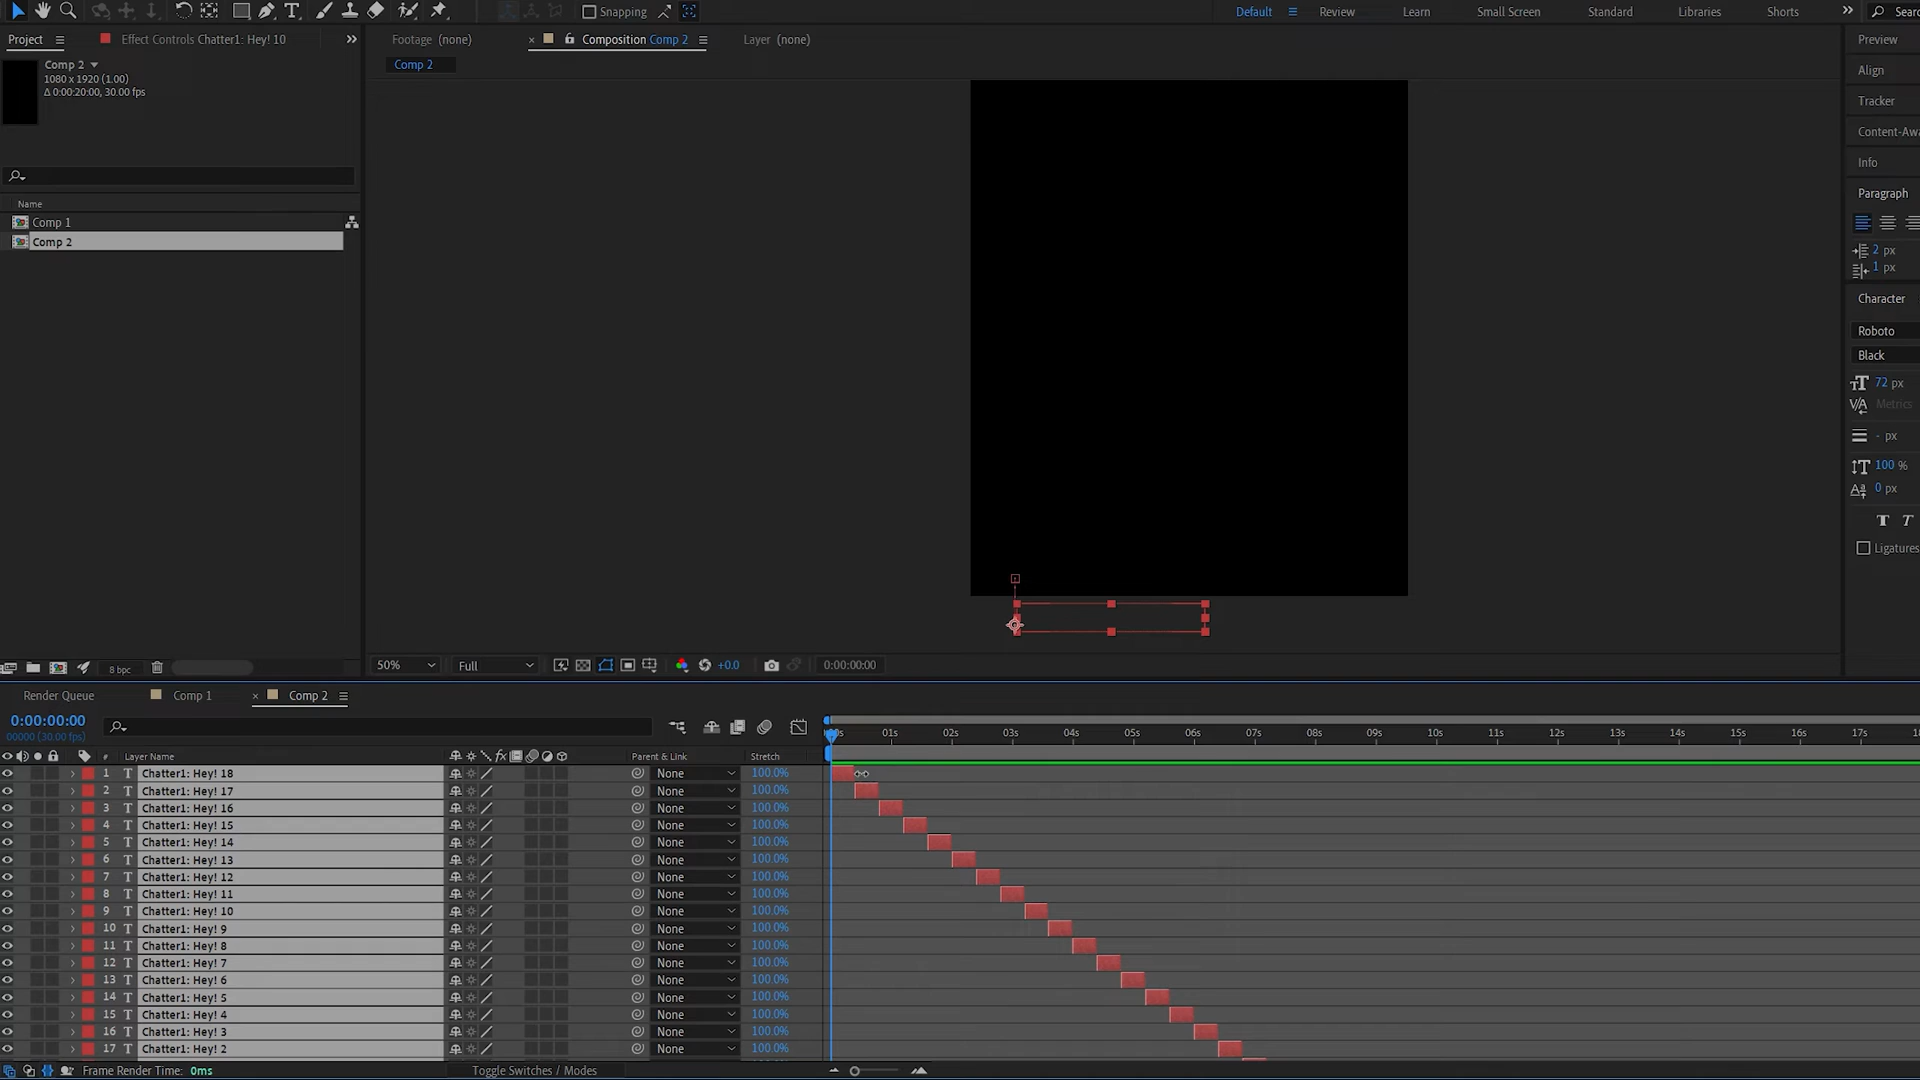 Snapping
Default
Review
Learn
Small Screen
Standard
Libraries
Shorts
Project
Effect Controls Chatter1: Hey! 10
Footage (none)
Composition Comp 2
Layer (none)
Preview
Comp 2
1080 x 1920 (1.00)
Δ 0:00:20:00, 30.00 fps
Comp 2
Align
Tracker
Content-Aw
Info
Paragraph
Name
Comp 1
Comp 2
2 px
1 px
Character
Roboto
Black
72 px
Metrics
- px
100 %
0 px
T T
Ligatures
8 bpc
50%
Full
+0.0
0:00:00:00
Render Queue
Comp 1
Comp 2
0:00:00:00
00000 (30.00 fps)
01s 02s 03s 04s 05s 06s 07s 08s 09s 10s 11s 12s 13s 14s 15s 16s 17s
# Layer Name Parent & Link Stretch
1 T Chatter1: Hey! 18 None 100.0%
2 T Chatter1: Hey! 17 None 100.0%
3 T Chatter1: Hey! 16 None 100.0%
4 T Chatter1: Hey! 15 None 100.0%
5 T Chatter1: Hey! 14 None 100.0%
6 T Chatter1: Hey! 13 None 100.0%
7 T Chatter1: Hey! 12 None 100.0%
8 T Chatter1: Hey! 11 None 100.0%
9 T Chatter1: Hey! 10 None 100.0%
10 T Chatter1: Hey! 9 None 100.0%
11 T Chatter1: Hey! 8 None 100.0%
12 T Chatter1: Hey! 7 None 100.0%
13 T Chatter1: Hey! 6 None 100.0%
14 T Chatter1: Hey! 5 None 100.0%
15 T Chatter1: Hey! 4 None 100.0%
16 T Chatter1: Hey! 3 None 100.0%
17 T Chatter1: Hey! 2 None 100.0%
Frame Render Time: 0ms
Toggle Switches / Modes